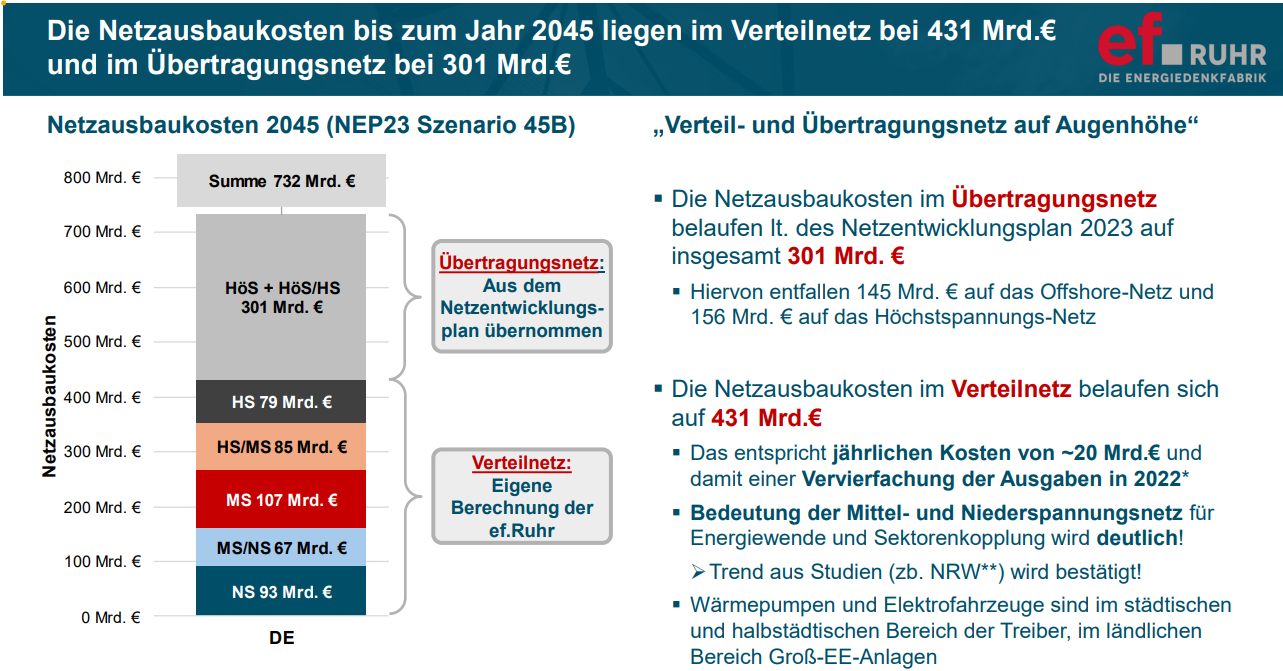 Die Netzausbaukosten bis zum Jahr 2045 liegen im Verteilnetz bei 431 Mrd.€
und im Übertragungsnetz bei 301 Mrd.€
ef.RUHR
DIE ENERGIEDENKFABRIK
Netzausbaukosten 2045 (NEP23 Szenario 45B)
Netzausbaukosten
800 Mrd. €
700 Mrd. €
600 Mrd. €
500 Mrd. €
400 Mrd. €
300 Mrd. €
200 Mrd. €
100 Mrd. €
0 Mrd. €
Summe 732 Mrd. €
HöS + HöS/HS
301 Mrd. €
HS 79 Mrd. €
HS/MS 85 Mrd. €
MS 107 Mrd. €
MS/NS 67 Mrd. €
NS 93 Mrd. €
DE
Übertragungsnetz:
Aus dem
Netzentwicklungs-
plan übernommen
Verteilnetz:
Eigene
Berechnung der
ef.Ruhr
„Verteil- und Übertragungsnetz auf Augenhöhe“
▪ Die Netzausbaukosten im Übertragungsnetz
belaufen lt. des Netzentwicklungsplan 2023 auf
insgesamt 301 Mrd. €
▪ Hiervon entfallen 145 Mrd. € auf das Offshore-Netz und
156 Mrd. € auf das Höchstspannungs-Netz
▪ Die Netzausbaukosten im Verteilnetz belaufen sich
auf 431 Mrd.€
▪ Das entspricht jährlichen Kosten von ~20 Mrd.€ und
damit einer Vervierfachung der Ausgaben in 2022*
▪ Bedeutung der Mittel- und Niederspannungsnetz für
Energiewende und Sektorenkopplung wird deutlich!
➢ Trend aus Studien (zb. NRW**) wird bestätigt!
▪ Wärmepumpen und Elektrofahrzeuge sind im städtischen
und halbstädtischen Bereich der Treiber, im ländlichen
Bereich Groß-EE-Anlagen